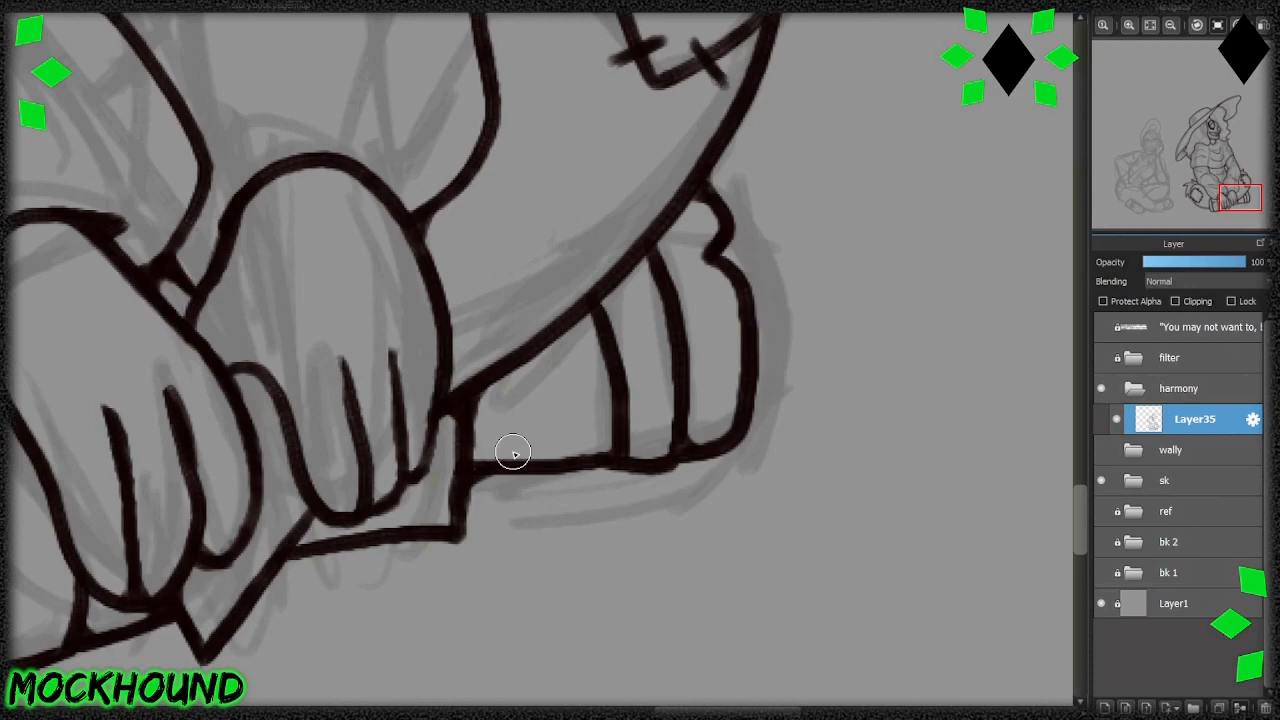 Layer
Opacity
100
Blending
Normal
Protect Alpha
Clipping
Lock
"You may not want to,
filter
harmony
Layer35
wally
sk
ref
bk 2
bk 1
Layer1
MOCKHOUND